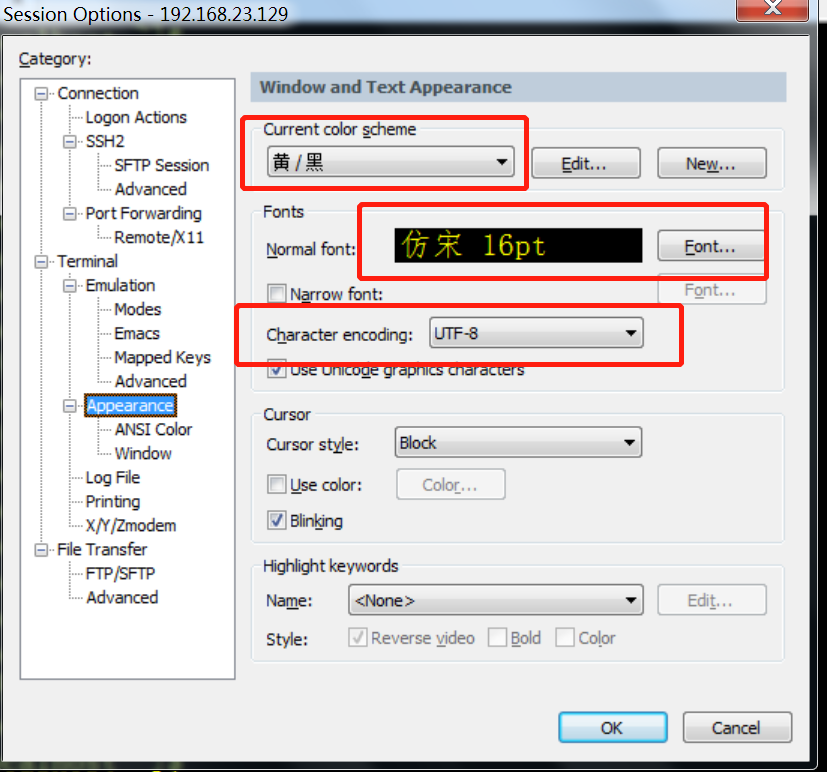 Session Options - 192.168.23.129
Category:
Connection
Logon Actions
SSH2
SFTP Session
Advanced
Port Forwarding
Remote/X11
Terminal
Emulation
Modes
Emacs
Mapped Keys
Advanced
Appearance
ANSI Color
Window
Log File
Printing
X/Y/Zmodem
File Transfer
FTP/SFTP
Advanced
Window and Text Appearance
Current color scheme
黄 / 黑
Edit...
New...
Fonts
Normal font:
仿宋 16pt
Font...
Narrow font:
Font...
Character encoding:
UTF-8
Use Unicode graphics characters
Cursor
Cursor style:
Block
Use color:
Color...
Blinking
Highlight keywords
Name:
<None>
Edit...
Style:
Reverse video
Bold
Color
OK
Cancel